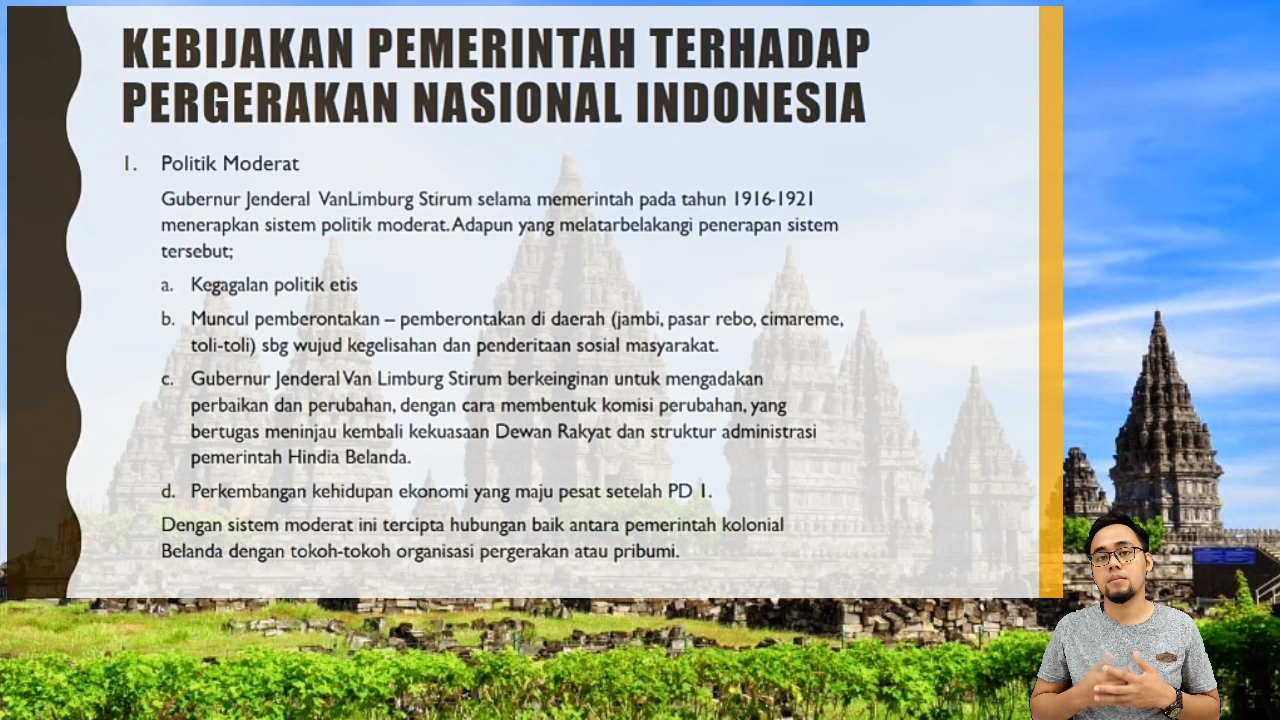 KEBIJAKAN PEMERINTAH TERHADAP
PERGERAKAN NASIONAL INDONESIA
1. Politik Moderat
Gubernur Jenderal VanLimburg Stirum selama memerintah pada tahun 1916-1921
menerapkan sistem politik moderat. Adapun yang melatarbelakangi penerapan sistem
tersebut;
a. Kegagalan politik etis
b. Muncul pemberontakan – pemberontakan di daerah (jambi, pasar rebo, cimareme,
toli-toli) sbg wujud kegelisahan dan penderitaan sosial masyarakat.
c. Gubernur Jenderal Van Limburg Stirum berkeinginan untuk mengadakan
perbaikan dan perubahan, dengan cara membentuk komisi perubahan, yang
bertugas meninjau kembali kekuasaan Dewan Rakyat dan struktur administrasi
pemerintah Hindia Belanda.
d. Perkembangan kehidupan ekonomi yang maju pesat setelah PD 1.
Dengan sistem moderat ini tercipta hubungan baik antara pemerintah kolonial
Belanda dengan tokoh-tokoh organisasi pergerakan atau pribumi.